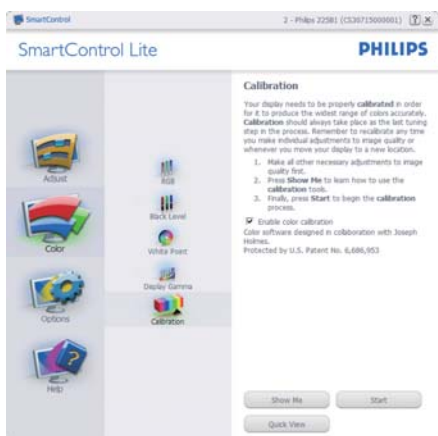 SmartControl
2 - Philips 225B1 (CS30715000001)
? x
SmartControl Lite
PHILIPS
Adjust
Color
Options
Help
RGB
Black Level
White Point
Display Gamma
Calibration
Calibration
Your display needs to be properly calibrated in order
for it to produce the widest range of colors accurately.
Calibration should always take place as the last tuning
step in the process. Remember to recalibrate any time
you make individual adjustments to image quality or
whenever you move your display to a new location.
1. Make all other necessary adjustments to image
quality first.
2. Press Show Me to learn how to use the
calibration tools.
3. Finally, press Start to begin the calibration
process.
Enable color calibration
Color software designed in collaboration with Joseph
Holmes.
Protected by U.S. Patent No. 6,686,953
Show Me
Start
Quick View